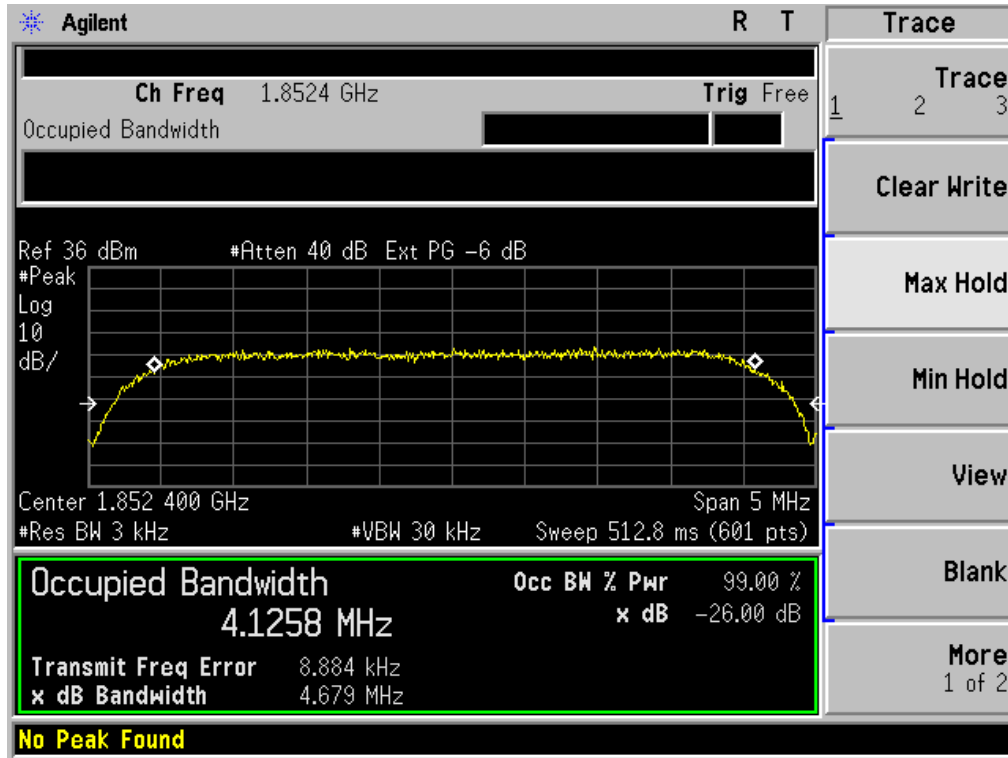 Agilent
R T
Trace
Ch Freq 1.8524 GHz
Trig Free
Occupied Bandwidth
Ref 36 dBm
#Atten 40 dB Ext PG -6 dB
#Peak
Log
10
dB/
Center 1.852 400 GHz
Span 5 MHz
#Res BW 3 kHz
#VBW 30 kHz
Sweep 512.8 ms (601 pts)
Occupied Bandwidth
4.1258 MHz
Occ BW % Pwr 99.00 %
x dB -26.00 dB
Transmit Freq Error 8.884 kHz
x dB Bandwidth 4.679 MHz
No Peak Found
Trace
1 2 3
Clear Write
Max Hold
Min Hold
View
Blank
More
1 of 2